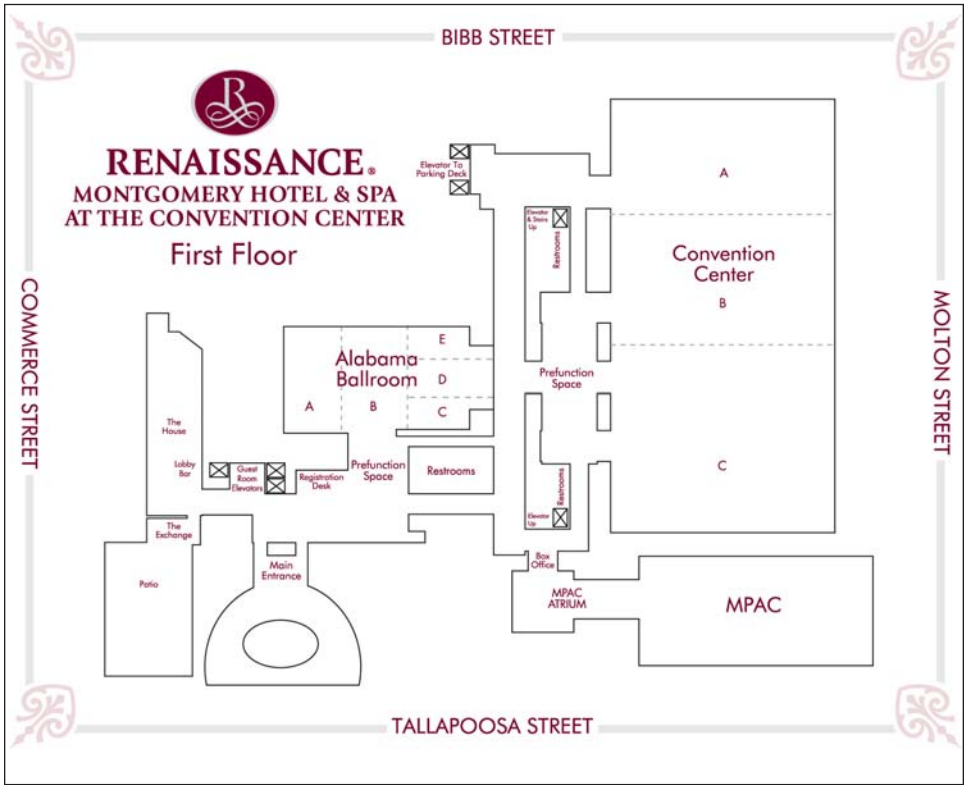 BIBB STREET
R
RENAISSANCE®
MONTGOMERY HOTEL & SPA
AT THE CONVENTION CENTER
First Floor
COMMERCE STREET
MOLTON STREET
Elevator To
Parking Deck
Elevator
& Stairs
Up
Restrooms
A
Convention
Center
B
C
Prefunction
Space
Alabama
Ballroom
A
B
E
D
C
The
House
Lobby
Bar
Guest
Room
Elevators
Registration
Desk
Prefunction
Space
Restrooms
Restrooms
Elevator
Up
The
Exchange
Patio
Main
Entrance
Box
Office
MPAC
ATRIUM
MPAC
TALLAPOOSA STREET